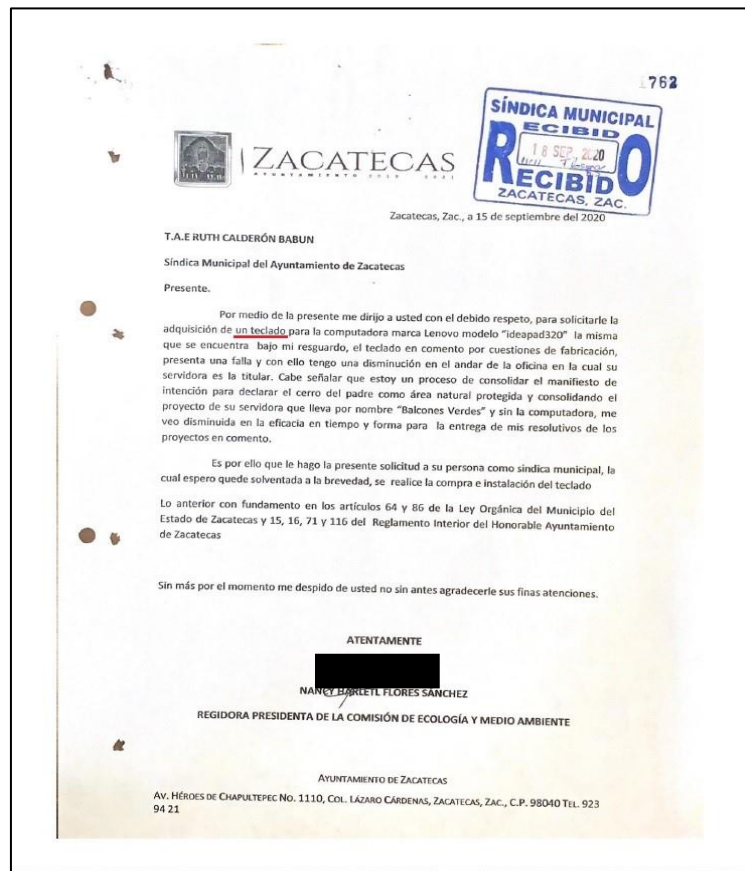 1762
SÍNDICA MUNICIPAL
RECIBIDO
18 SEP. 2020
RECIBIDO
ZACATECAS, ZAC.
ZACATECAS
AYUNTAMIENTO 2018 2021
Zacatecas, Zac., a 15 de septiembre del 2020
T.A.E RUTH CALDERÓN BABUN
Síndica Municipal del Ayuntamiento de Zacatecas
Presente.
Por medio de la presente me dirijo a usted con el debido respeto, para solicitarle la
adquisición de un teclado para la computadora marca Lenovo modelo "ideapad320" la misma
que se encuentra bajo mi resguardo, el teclado en comento por cuestiones de fabricación,
presenta una falla y con ello tengo una disminución en el andar de la oficina en la cual su
servidora es la titular. Cabe señalar que estoy un proceso de consolidar el manifiesto de
intención para declarar el cerro del padre como área natural protegida y consolidando el
proyecto de su servidora que lleva por nombre "Balcones Verdes" y sin la computadora, me
veo disminuida en la eficacia en tiempo y forma para la entrega de mis resolutivos de los
proyectos en comento.
Es por ello que le hago la presente solicitud a su persona como síndica municipal, la
cual espero quede solventada a la brevedad, se realice la compra e instalación del teclado
Lo anterior con fundamento en los artículos 64 y 86 de la Ley Orgánica del Municipio del
Estado de Zacatecas y 15, 16, 71 y 116 del Reglamento Interior del Honorable Ayuntamiento
de Zacatecas
Sin más por el momento me despido de usted no sin antes agradecerle sus finas atenciones.
ATENTAMENTE
NANCY HARLETL FLORES SÁNCHEZ
REGIDORA PRESIDENTA DE LA COMISIÓN DE ECOLOGÍA Y MEDIO AMBIENTE
AYUNTAMIENTO DE ZACATECAS
AV. HÉROES DE CHAPULTEPEC NO. 1110, COL. LÁZARO CÁRDENAS, ZACATECAS, ZAC., C.P. 98040 TEL. 923
94 21